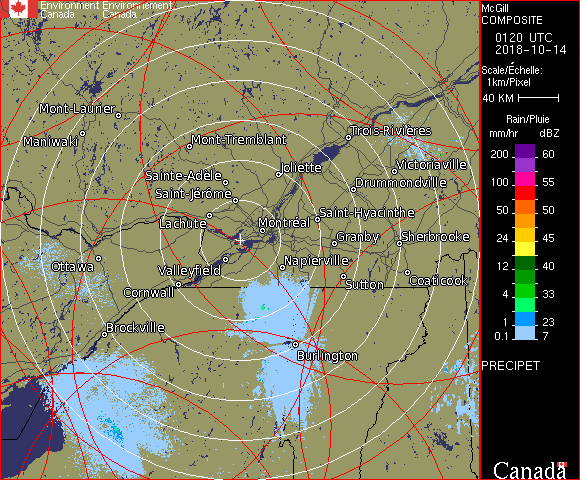 Environment Environnement
Canada Canada
McGill
COMPOSITE
0120 UTC
2018-10-14
Scale/Échelle:
1km/Pixel
40 KM
Rain/Pluie
mm/hr dBZ
200 60
150 57
100 55
50 50
24 45
12 40
4 33
1 23
0.1 7
PRECIPET
Canada
Mont-Laurier
Maniwaki
Mont-Tremblant
Trois-Rivières
Sainte-Adèle
Joliette
Victoriaville
Saint-Jérôme
Drummondville
Lachute
Montréal
Saint-Hyacinthe
Granby
Sherbrooke
Ottawa
Valleyfield
Napierville
Cornwall
Sutton
Coaticook
Brockville
Burlington